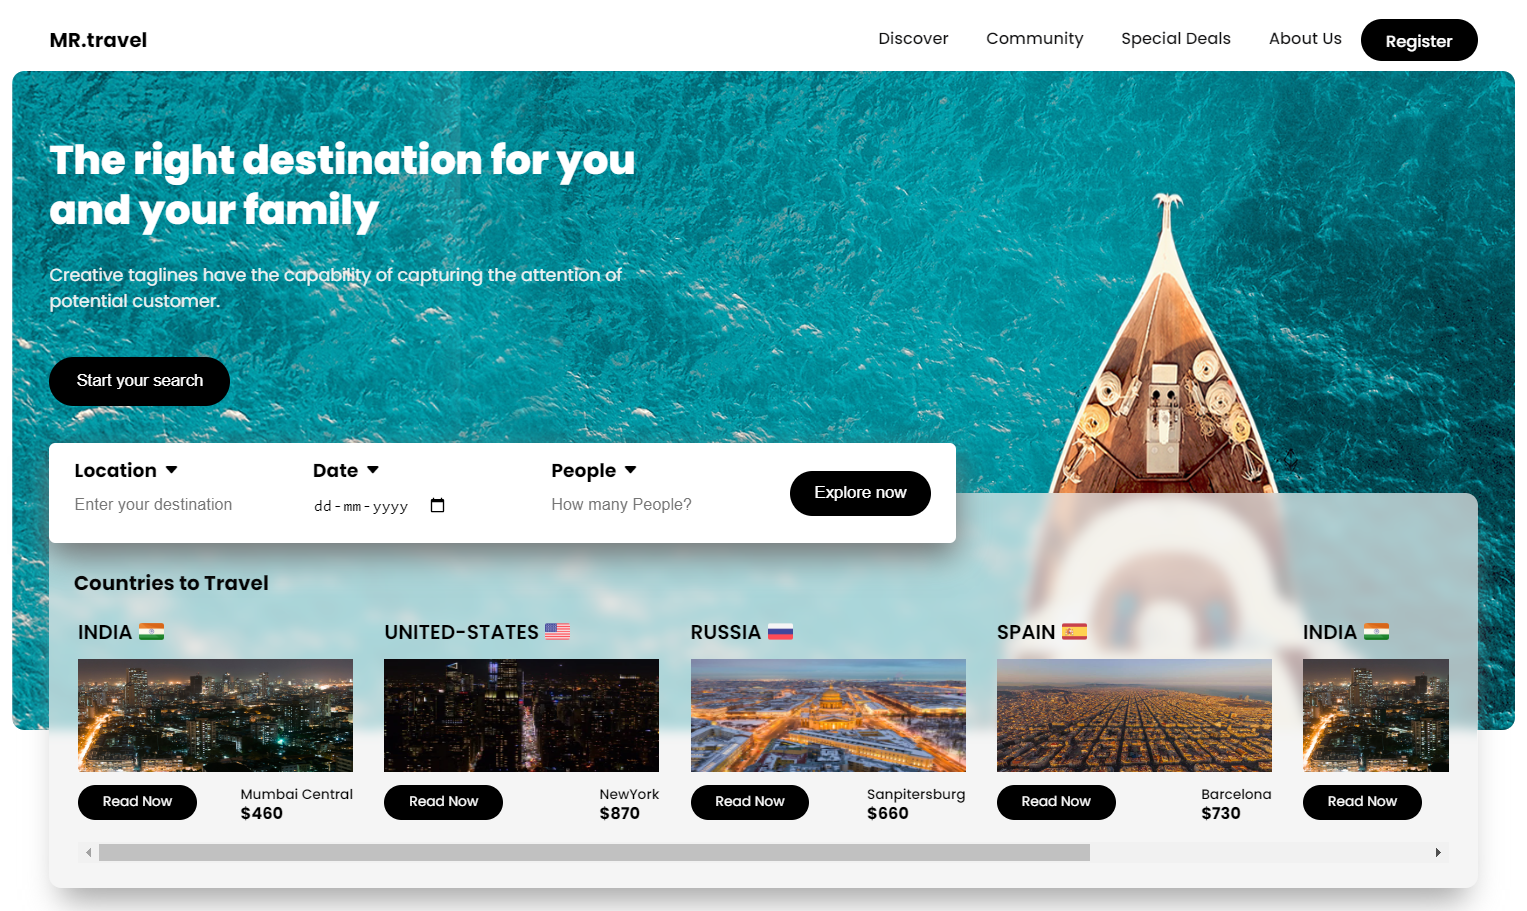 MR.travel
Discover
Community
Special Deals
About Us
Register
The right destination for you
and your family
Creative taglines have the capability of capturing the attention of
potential customer.
Start your search
Location
Date
People
Enter your destination
dd-mm-yyyy
How many People?
Explore now
Countries to Travel
INDIA
UNITED-STATES
RUSSIA
SPAIN
INDIA
Read Now
Mumbai Central
$460
Read Now
NewYork
$870
Read Now
Sanpitersburg
$660
Read Now
Barcelona
$730
Read Now